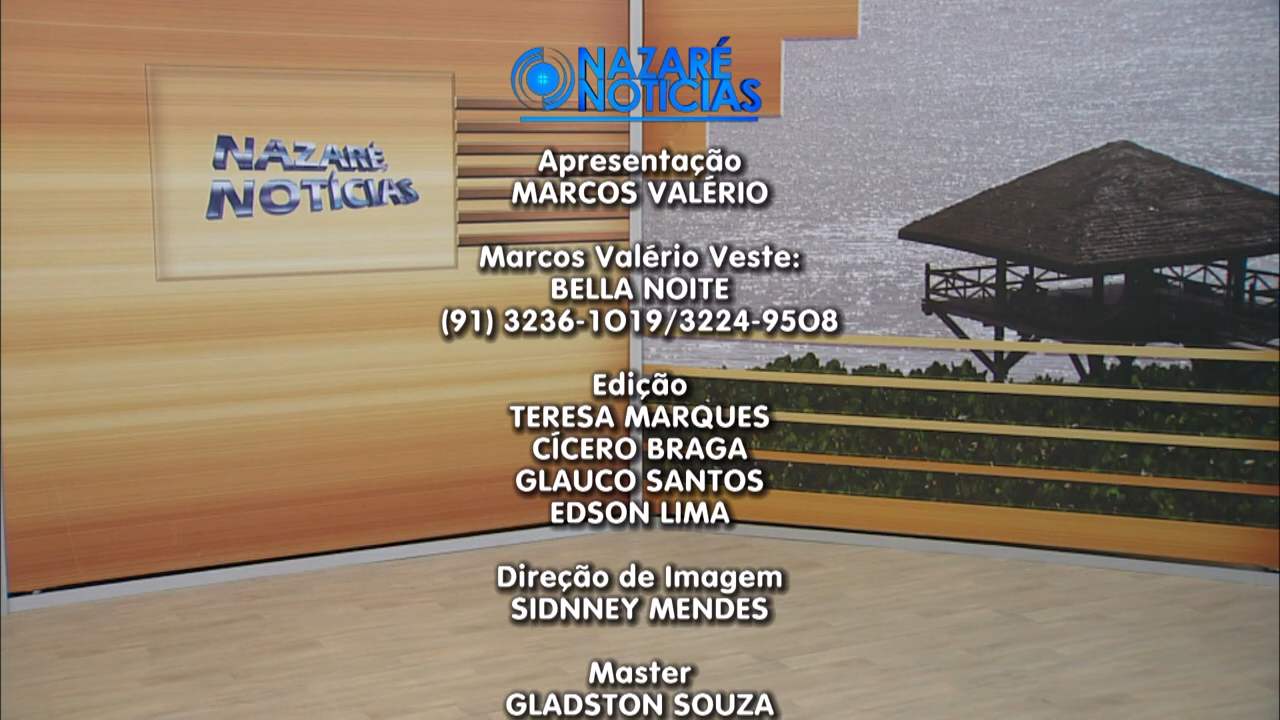 NAZARÉ
NOTÍCIAS
NAZARÉ
NOTÍCIAS
Apresentação
MARCOS VALÉRIO
Marcos Valério Veste:
BELLA NOITE
(91) 3236-1019/3224-9508
Edição
TERESA MARQUES
CÍCERO BRAGA
GLAUCO SANTOS
EDSON LIMA
Direção de Imagem
SIDNNEY MENDES
Master
GLADSTON SOUZA